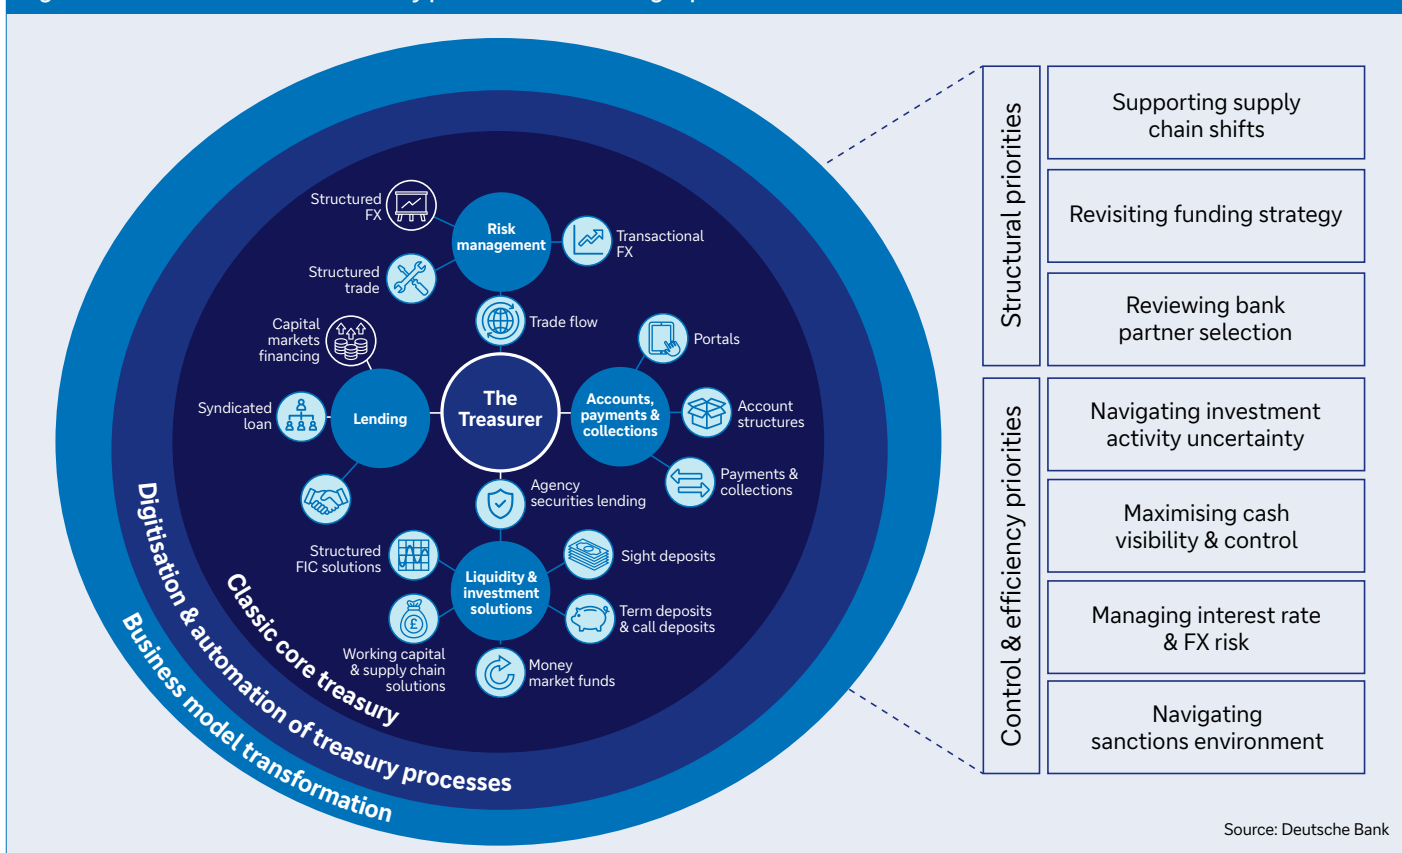 Structured
FX
Risk
management
Transactional
FX
Structured
trade
Trade flow
Capital
markets
financing
Portals
Syndicated
loan
Lending
The
Treasurer
Accounts,
payments &
collections
Account
structures
Payments &
collections
Agency
securities lending
Structured
FIC solutions
Liquidity &
investment
solutions
Sight deposits
£
Term deposits
& call deposits
Working capital
& supply chain
solutions
Money
market funds
Classic core treasury
Digitisation & automation of treasury processes
Business model transformation
Structural priorities
Supporting supply
chain shifts
Revisiting funding strategy
Reviewing bank
partner selection
Control & efficiency priorities
Navigating investment
activity uncertainty
Maximising cash
visibility & control
Managing interest rate
& FX risk
Navigating
sanctions environment
Source: Deutsche Bank